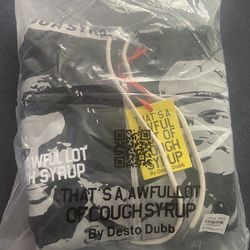 THAT'S A
AWFUL
LOT OF
COUGH
SYRUP
By Desto Dubb
AWFUL LOT
H SYRUP
THAT'S A AWFUL LOT
OF COUGH SYRUP
By Desto Dubb